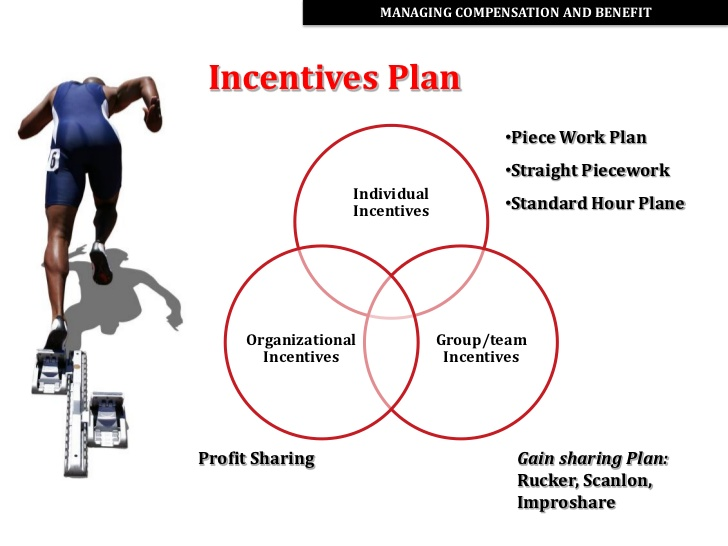 MANAGING COMPENSATION AND BENEFIT
Incentives Plan
•Piece Work Plan
•Straight Piecework
•Standard Hour Plane
Individual
Incentives
Organizational
Incentives
Group/team
Incentives
Profit Sharing
Gain sharing Plan:
Rucker, Scanlon,
Improshare